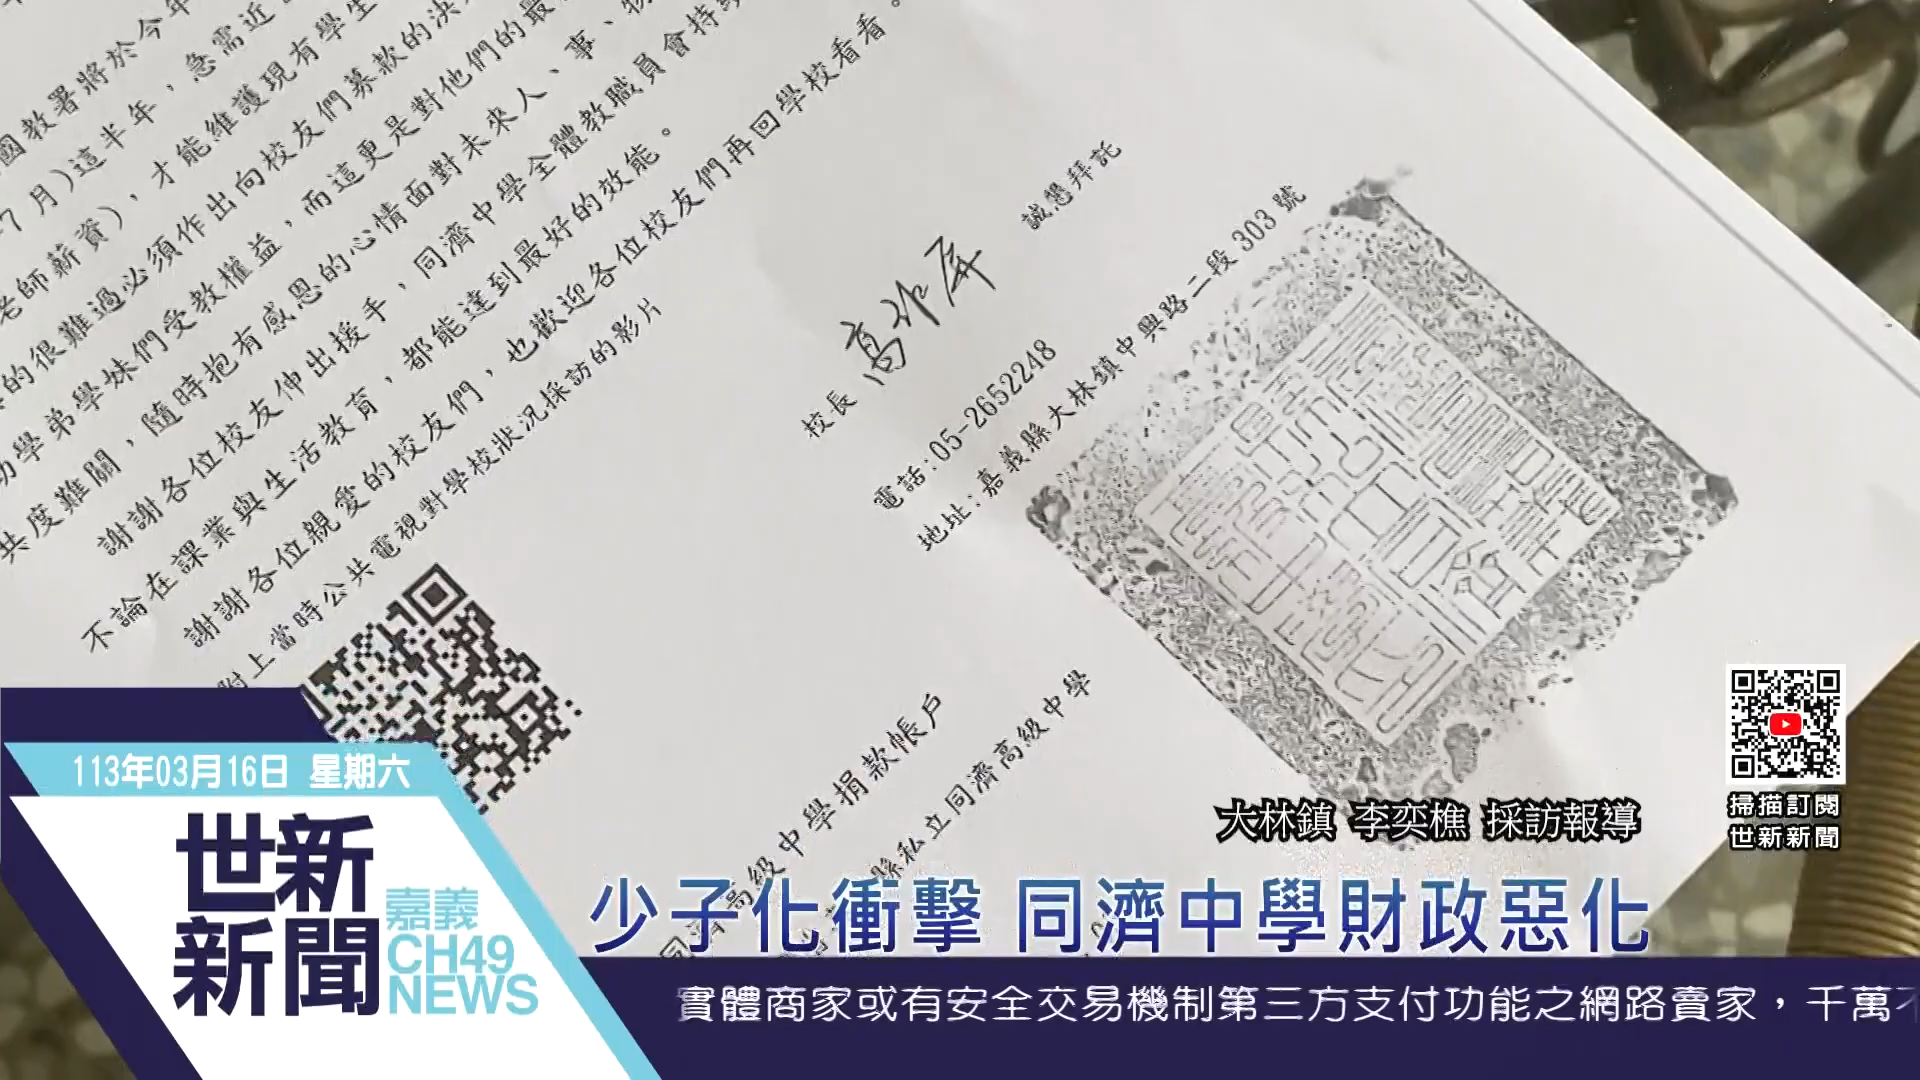 國教署將於今年
7月)這半年，急需近
老師薪資)，才能維護現有學生
的很難過必須作出向校友們募款的決
學弟學妹們受教權益，而這更是對他們的最
共度難關，隨時抱有感恩的心情面對未來人、事、物
謝謝各位校友伸出援手，同濟中學全體教職員會持續
不論在課業與生活教育，都能達到最好的效能。
謝謝各位親愛的校友們，也歡迎各位校友們再回學校看看。
附上當時公共電視對學校狀況採訪的影片
誠懇拜託
校長 高作屏
電話:05-2652248
地址:嘉義縣大林鎮中興路二段303號
同濟高級中學捐款帳戶
縣私立同濟高級中學
掃描訂閱
世新新聞
113年03月16日 星期六
世新
新聞
嘉義
CH49
NEWS
大林鎮 李奕樵 採訪報導
少子化衝擊 同濟中學財政惡化
實體商家或有安全交易機制第三方支付功能之網路賣家，千萬不